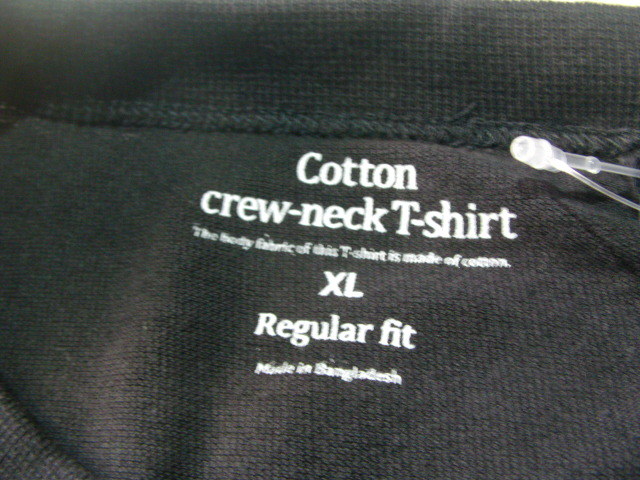 Cotton
crew-neck T-shirt
The body fabric of this T-shirt is made of cotton.
XL
Regular fit
Made in Bangladesh